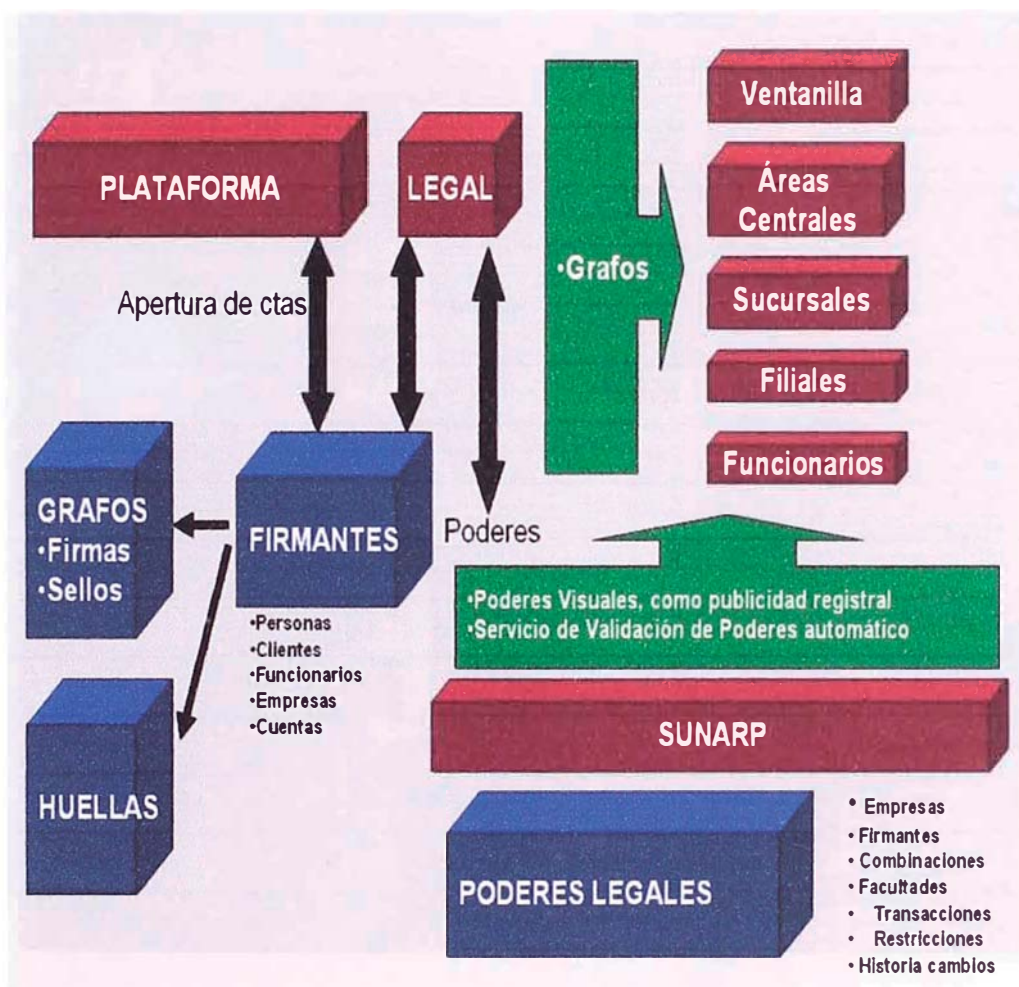 PLATAFORMA
LEGAL
Apertura de ctas
•Grafos
Ventanilla
Áreas
Centrales
Sucursales
Filiales
Funcionarios
GRAFOS
•Firmas
•Sellos
FIRMANTES
Poderes
•Personas
•Clientes
•Funcionarios
•Empresas
•Cuentas
HUELLAS
•Poderes Visuales, como publicidad registral
•Servicio de Validación de Poderes automático
SUNARP
PODERES LEGALES
• Empresas
• Firmantes
• Combinaciones
•Facultades
• Transacciones
• Restricciones
• Historia cambios